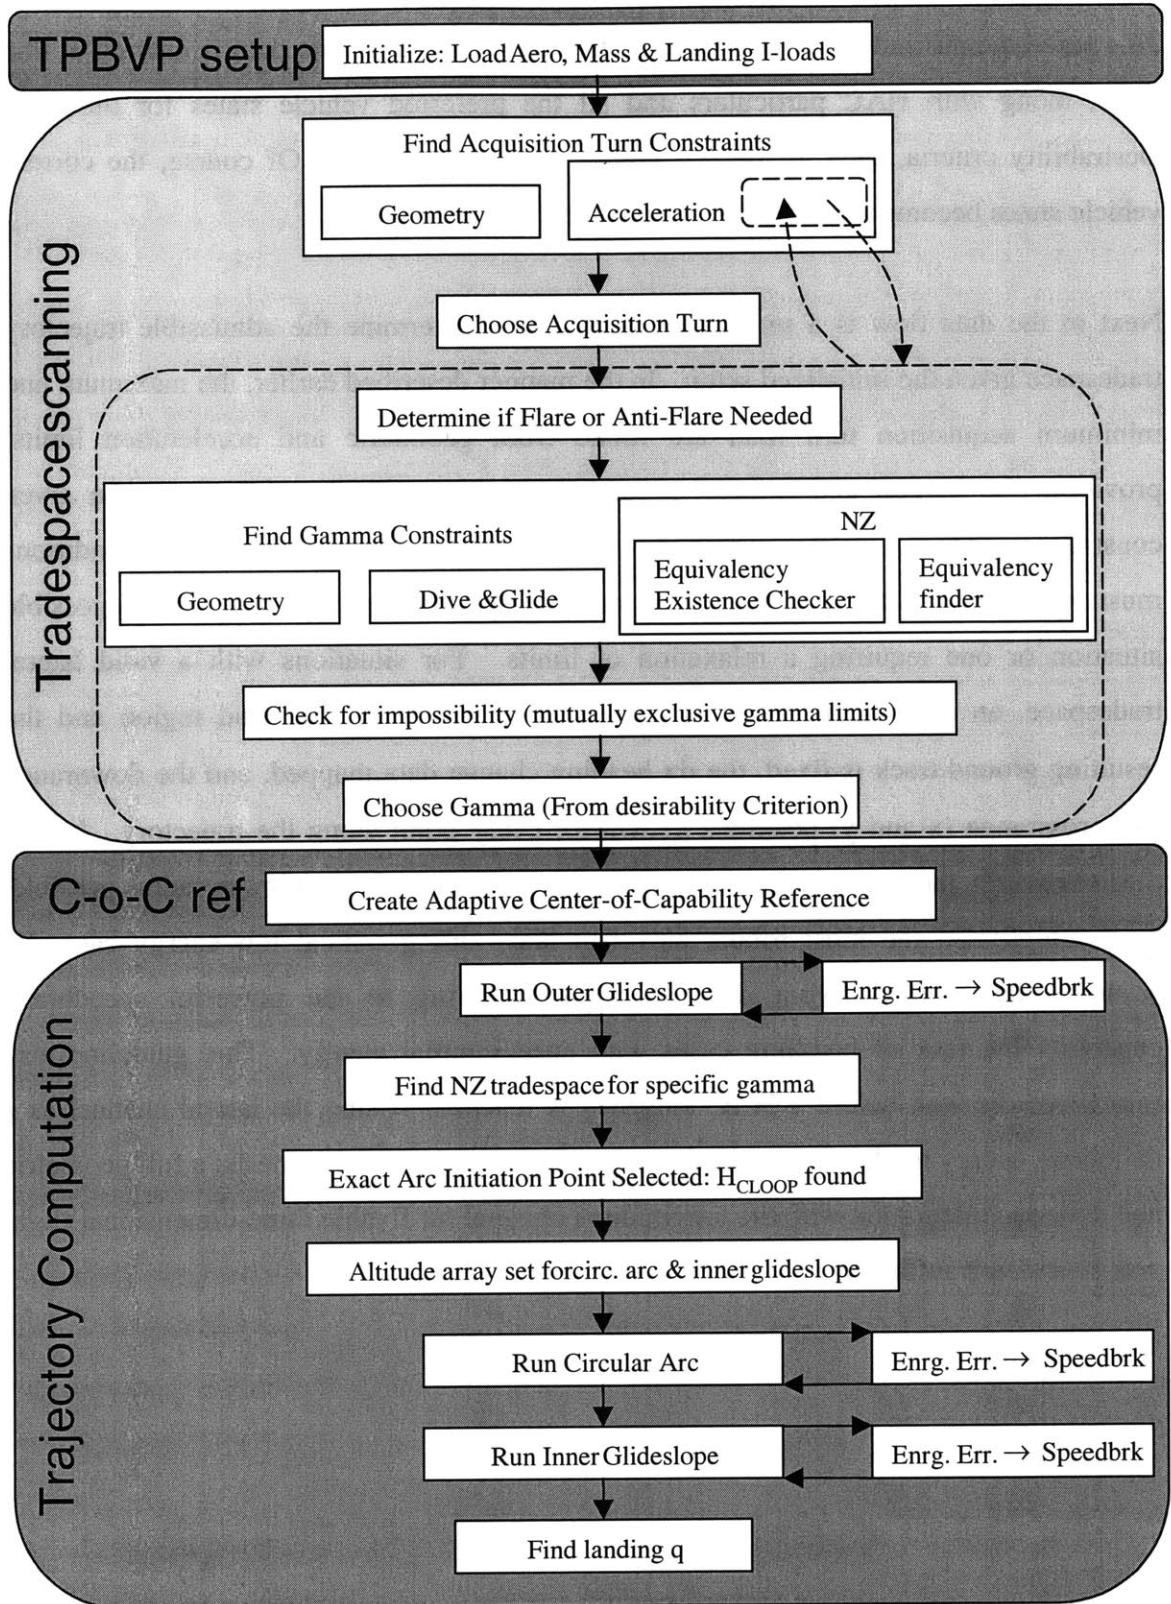 TPBVP setup
Initialize: Load Aero, Mass & Landing I-loads
Tradespace scanning
Find Acquisition Turn Constraints
Geometry
Acceleration
Choose Acquisition Turn
Determine if Flare or Anti-Flare Needed
Find Gamma Constraints
Geometry
Dive &Glide
NZ
Equivalency
Existence Checker
Equivalency
finder
Check for impossibility (mutually exclusive gamma limits)
Choose Gamma (From desirability Criterion)
C-o-C ref
Create Adaptive Center-of-Capability Reference
Trajectory Computation
Run Outer Glideslope
Enrg. Err. → Speedbrk
Find NZ tradespace for specific gamma
Exact Arc Initiation Point Selected: H_CLOOP found
Altitude array set for circ. arc & inner glideslope
Run Circular Arc
Enrg. Err. → Speedbrk
Run Inner Glideslope
Enrg. Err. → Speedbrk
Find landing q